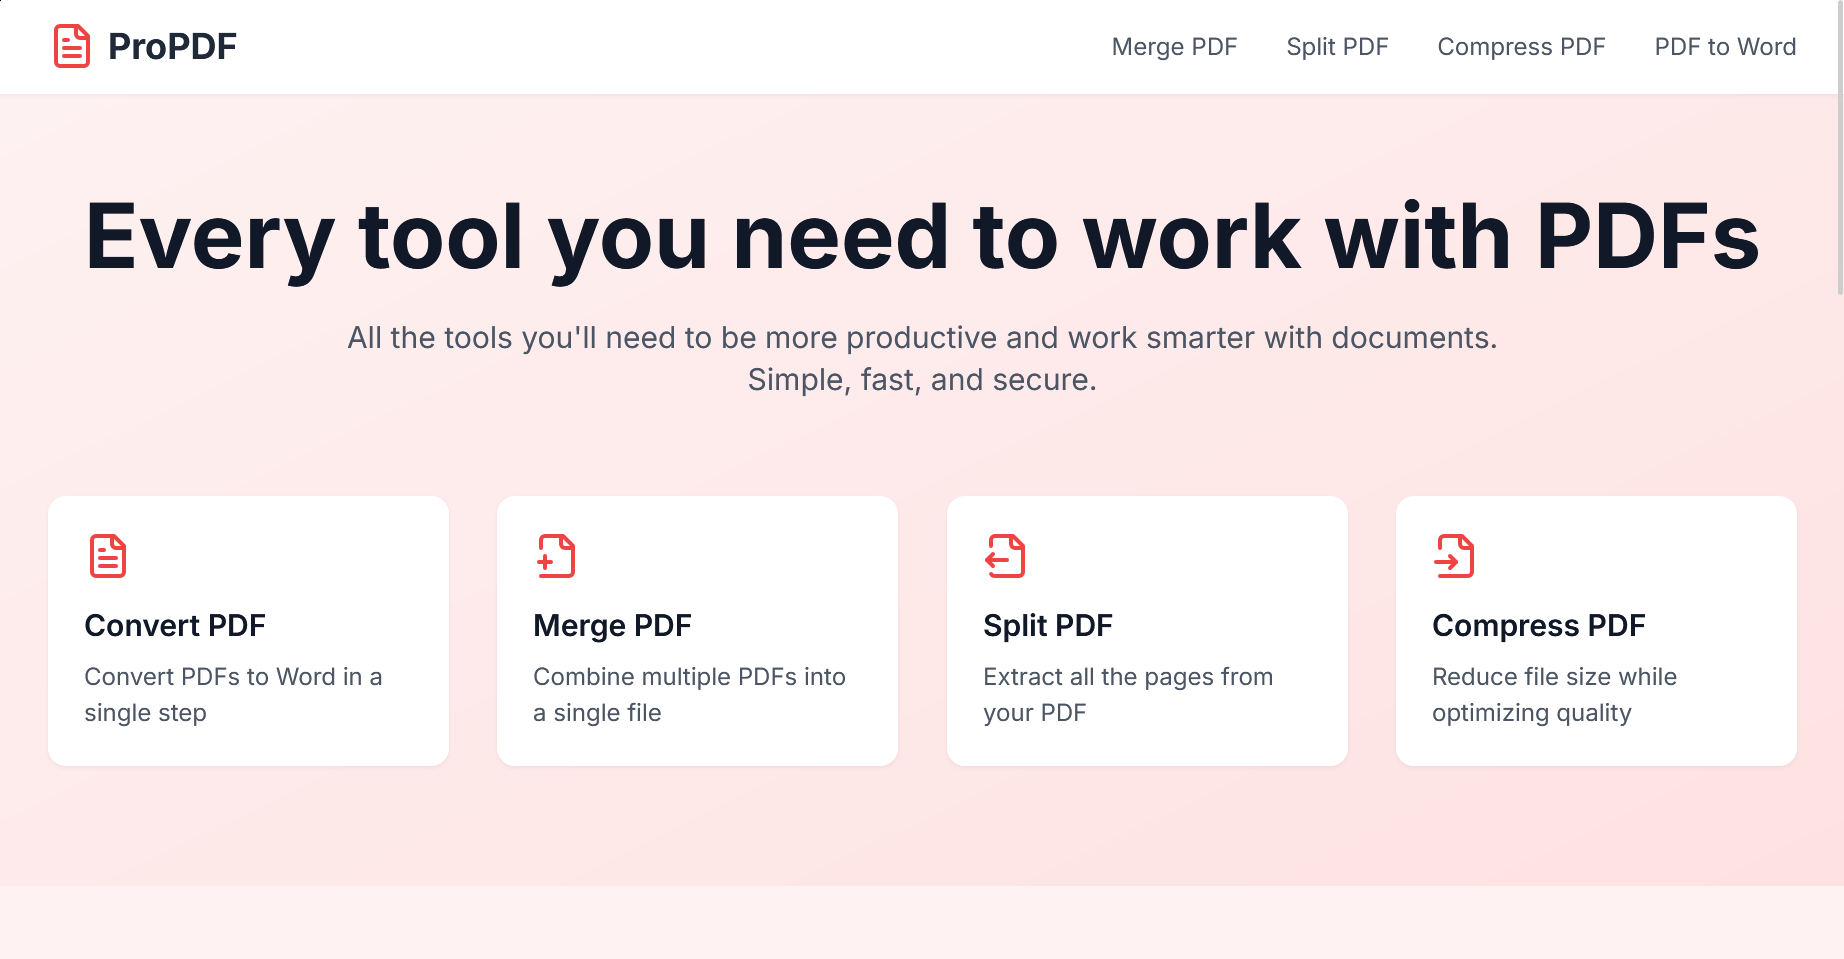 ProPDF
Merge PDF
Split PDF
Compress PDF
PDF to Word
Every tool you need to work with PDFs
All the tools you'll need to be more productive and work smarter with documents.
Simple, fast, and secure.
Convert PDF
Convert PDFs to Word in a
single step
Merge PDF
Combine multiple PDFs into
a single file
Split PDF
Extract all the pages from
your PDF
Compress PDF
Reduce file size while
optimizing quality